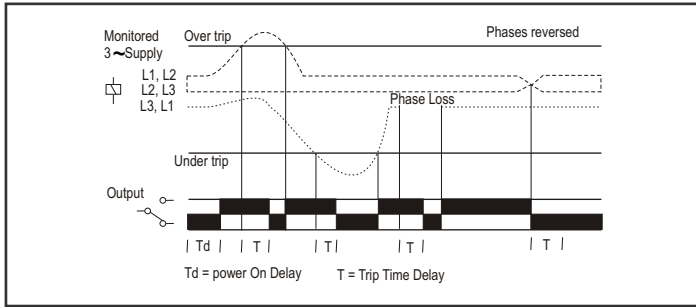 Monitored
3~Supply
Over trip
Phases reversed
L1, L2
L2, L3
L3, L1
Phase Loss
Under trip
Output
Td
T
T
T
T
Td = power On Delay
T = Trip Time Delay